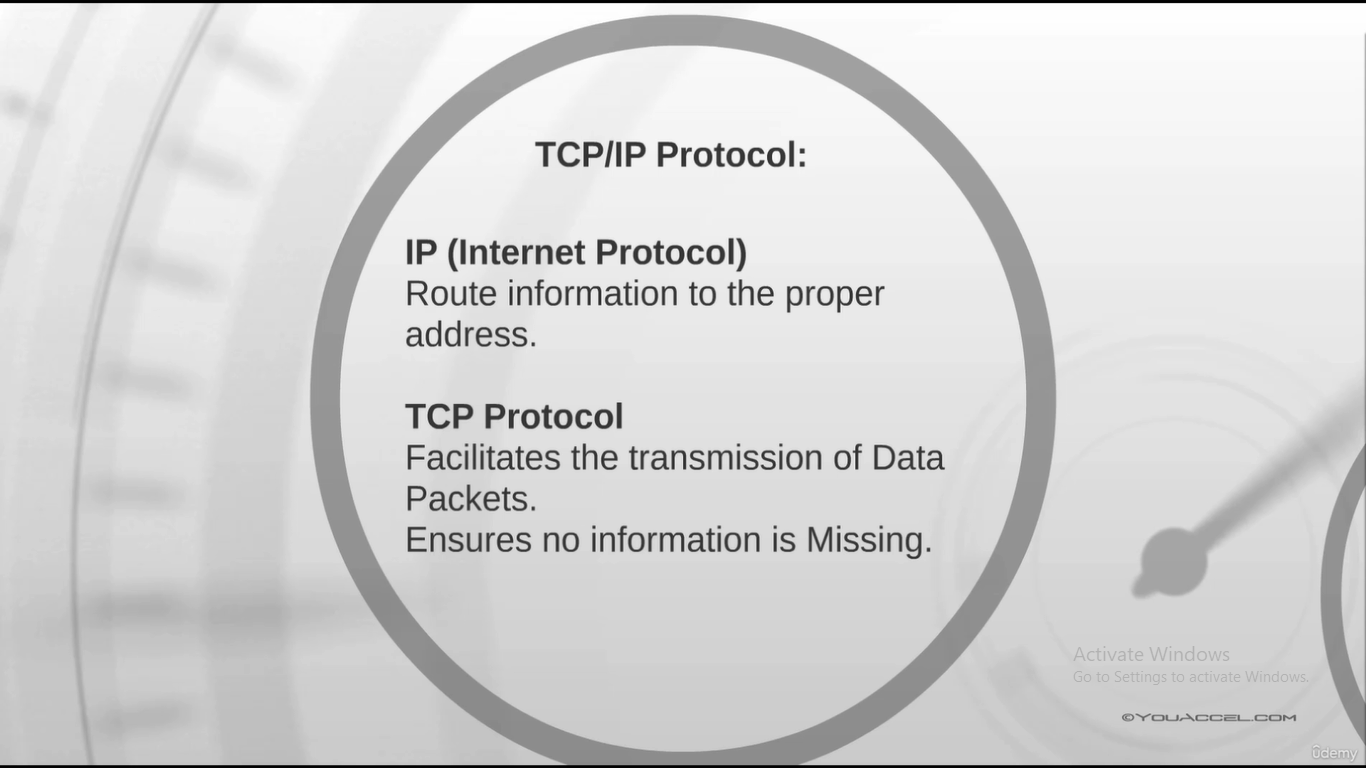 TCP/IP Protocol:
IP (Internet Protocol)
Route information to the proper
address.
TCP Protocol
Facilitates the transmission of Data
Packets.
Ensures no information is Missing.
Activate Windows
Go to Settings to activate Windows.
©YOUACCEL.COM
ûdemy